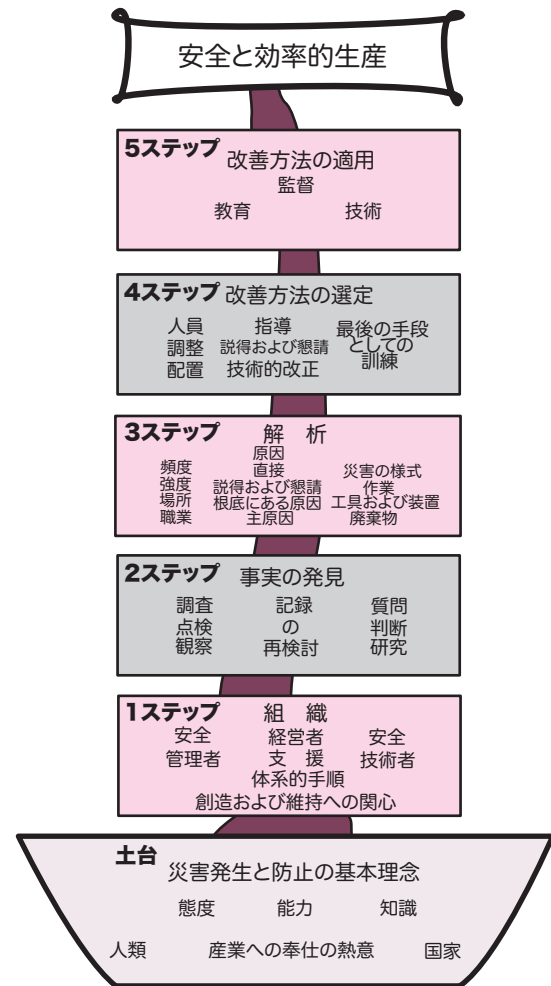 安全と効率的生産
5ステップ 改善方法の適用
監督
教育 技術
4ステップ 改善方法の選定
人員 指導 最後の手段
調整 説得および懇請 としての
配置 技術的改正 訓練
3ステップ 解 析
原因
頻度 直接 災害の様式
強度 説得および懇請 作業
場所 根底にある原因 工具および装置
職業 主原因 廃棄物
2ステップ 事実の発見
調査 記録 質問
点検 の 判断
観察 再検討 研究
1ステップ 組 織
安全 経営者 安全
管理者 支 援 技術者
体系的手順
創造および維持への関心
土台
災害発生と防止の基本理念
態度 能力 知識
人類 産業への奉仕の熱意 国家